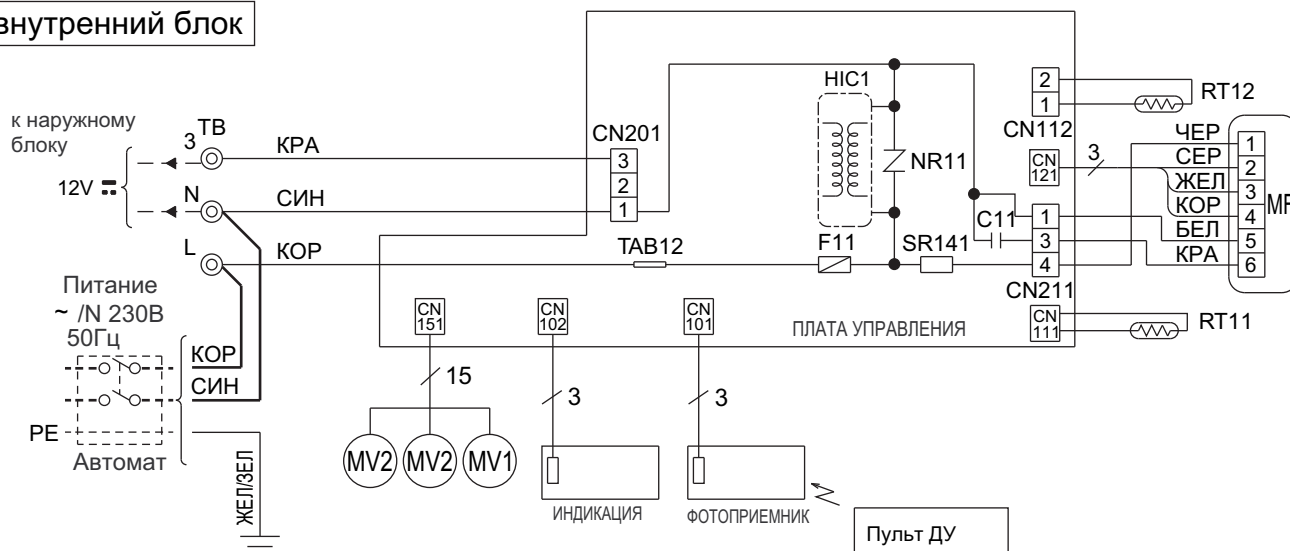 внутренний блок
к наружному
блоку
12V
3
TB
N
L
КРА
СИН
КОР
CN201
3
2
1
TAB12
HIC1
NR11
F11
SR141
C11
2
1
CN112
RT12
CN
121
3
1
3
4
CN211
CN
111
RT11
ЧЕР
СЕР
ЖЕЛ
КОР
БЕЛ
КРА
1
2
3
4
5
6
MF
ПЛАТА УПРАВЛЕНИЯ
Питание
~ /N 230В
50Гц
КОР
СИН
PE
Автомат
ЖЕЛ/ЗЕЛ
CN
151
15
MV2
MV2
MV1
CN
102
3
ИНДИКАЦИЯ
CN
101
3
ФОТОПРИЕМНИК
Пульт ДУ